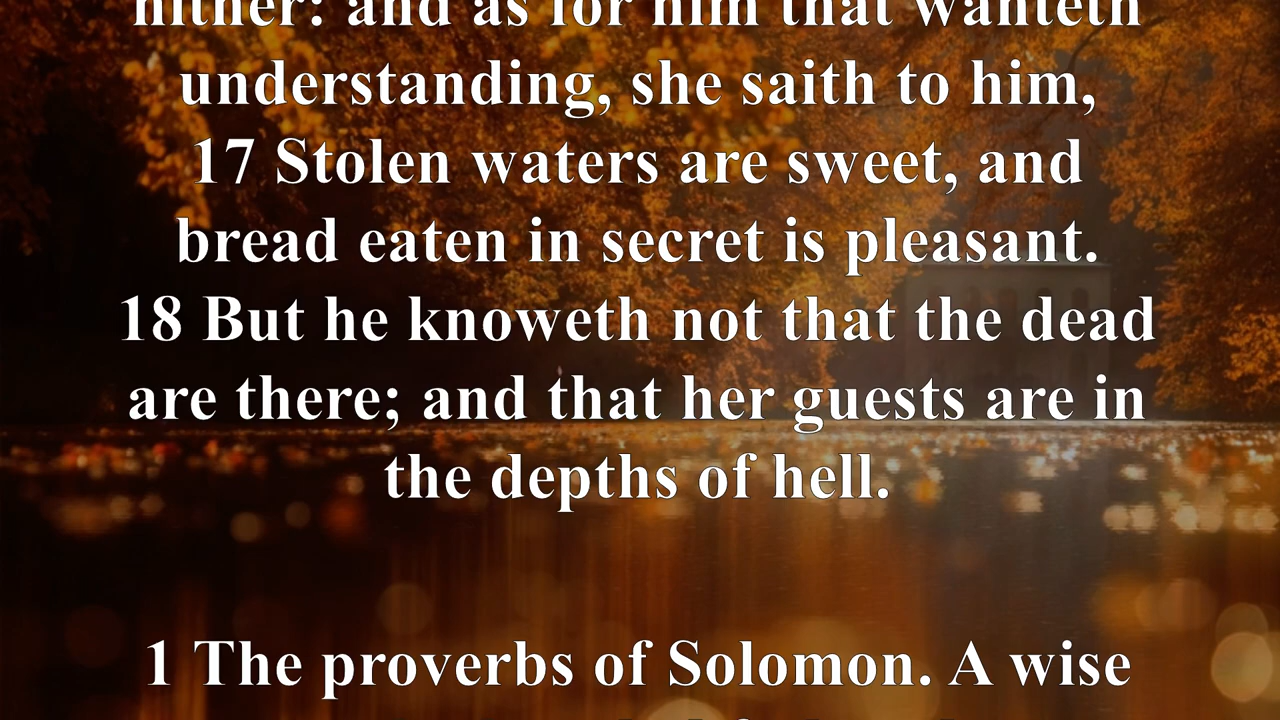 hither: and as for him that wanteth
understanding, she saith to him,
17 Stolen waters are sweet, and
bread eaten in secret is pleasant.
18 But he knoweth not that the dead
are there; and that her guests are in
the depths of hell.
1 The proverbs of Solomon. A wise